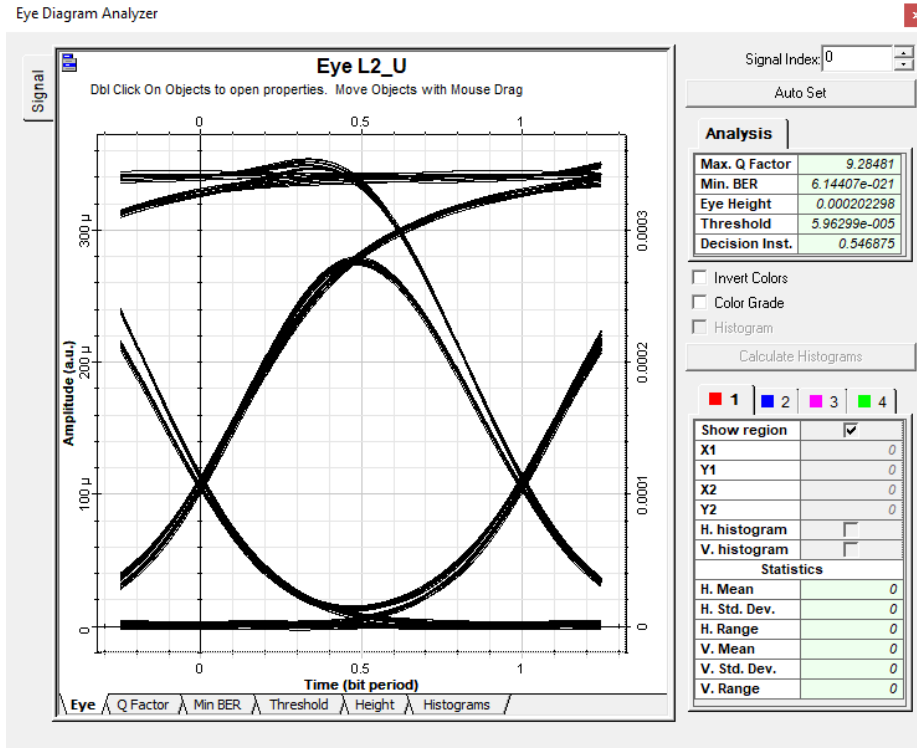 Eye Diagram Analyzer
x
Signal
Eye L2_U
Dbl Click On Objects to open properties. Move Objects with Mouse Drag
0 0.5 1
Amplitude (a.u.)
300 µ
200 µ
100 µ
0
0.0003
0.0002
0.0001
0
0 0.5 1
Time (bit period)
Eye Q Factor Min BER Threshold Height Histograms
Signal Index: 0
Auto Set
Analysis
Max. Q Factor 9.28481
Min. BER 6.14407e-021
Eye Height 0.000202298
Threshold 5.96299e-005
Decision Inst. 0.546875
Invert Colors
Color Grade
Histogram
Calculate Histograms
1 2 3 4
Show region
X1 0
Y1 0
X2 0
Y2 0
H. histogram
V. histogram
Statistics
H. Mean 0
H. Std. Dev. 0
H. Range 0
V. Mean 0
V. Std. Dev. 0
V. Range 0